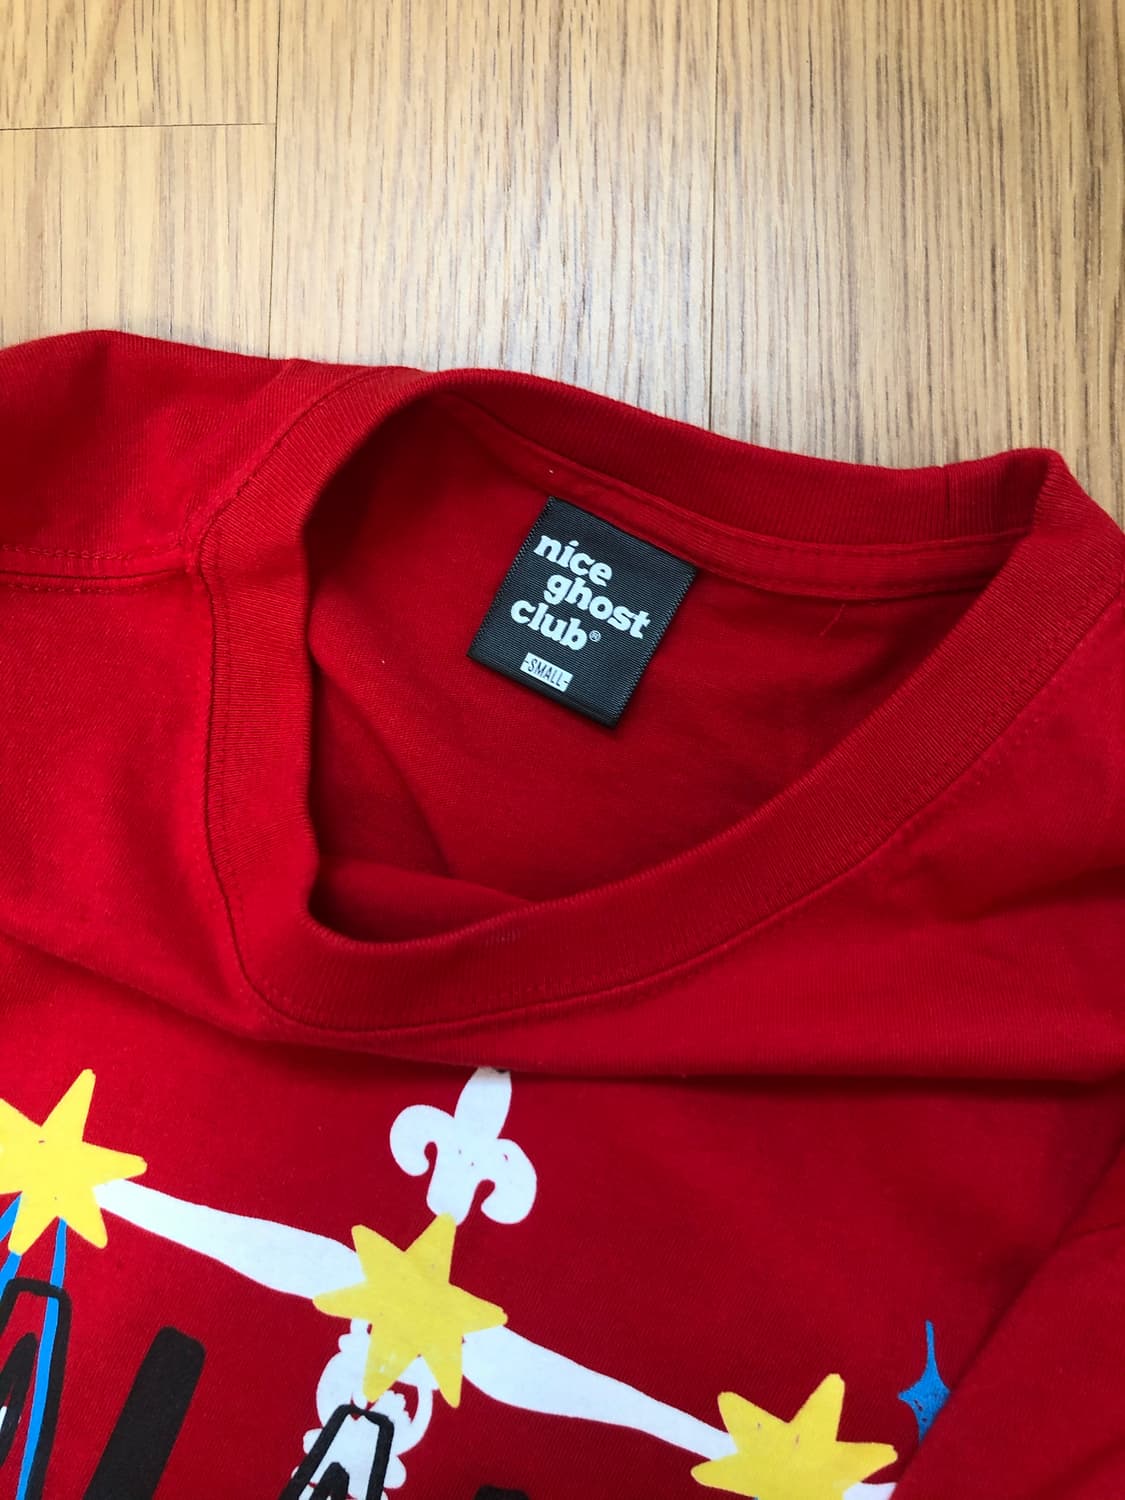 nice
ghost
club®
-SMALL-